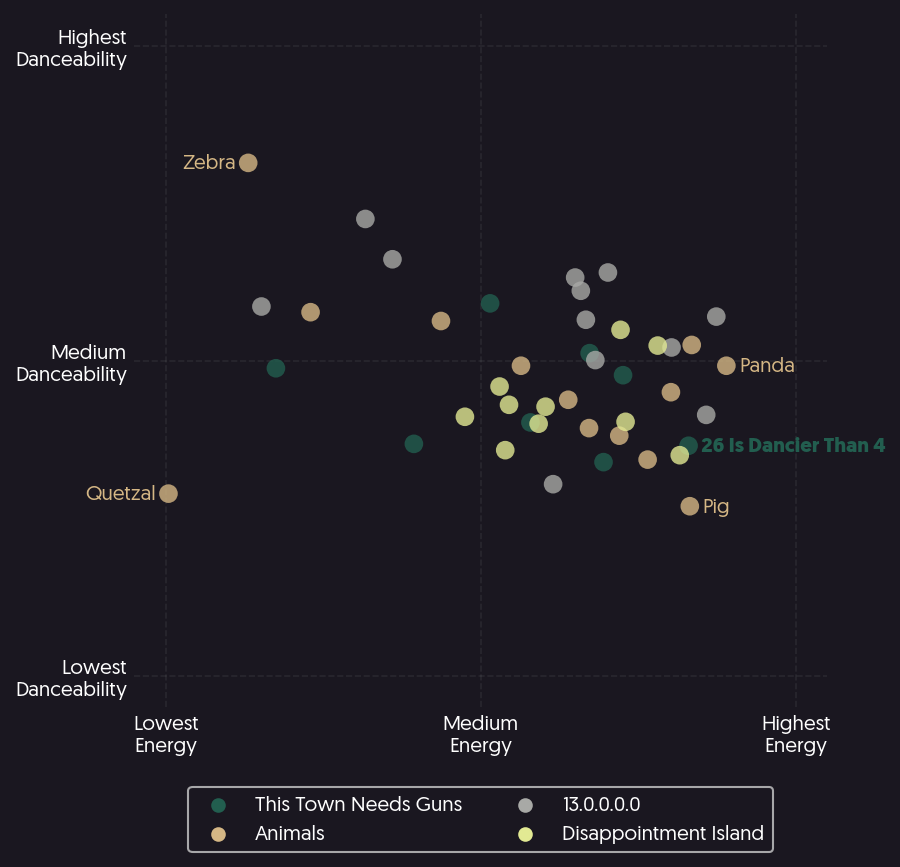 Highest
Danceability
Zebra
Medium
Danceability
Panda
26 Is Dancier Than 4
Quetzal
Pig
Lowest
Danceability
Lowest
Energy
Medium
Energy
Highest
Energy
This Town Needs Guns
13.0.0.0.0
Animals
Disappointment Island